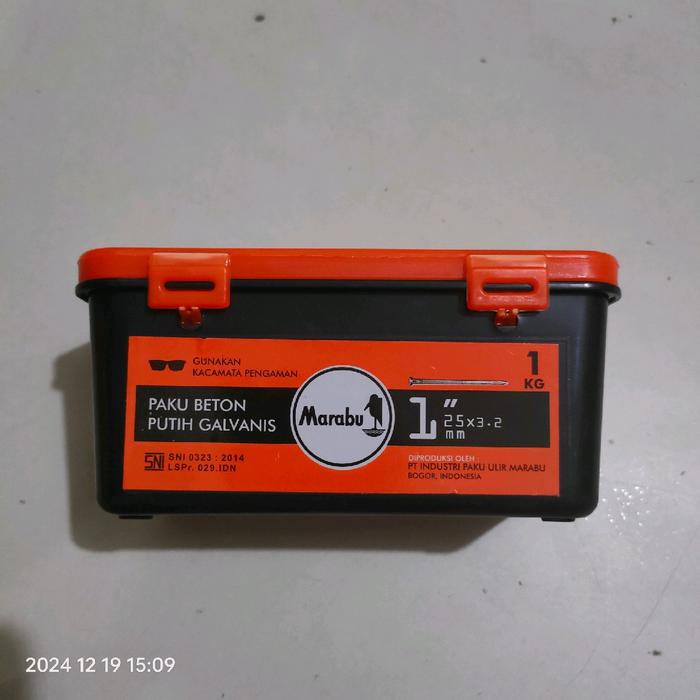 GUNAKAN
KACAMATA PENGAMAN
1
KG
PAKU BETON
PUTIH GALVANIS
Marabu
1"
25x3.2
mm
SNI SNI 0323 : 2014
LSPr. 029.IDN
DIPRODUKSI OLEH :
PT INDUSTRI PAKU ULIR MARABU
BOGOR, INDONESIA
2024 12 19 15:09